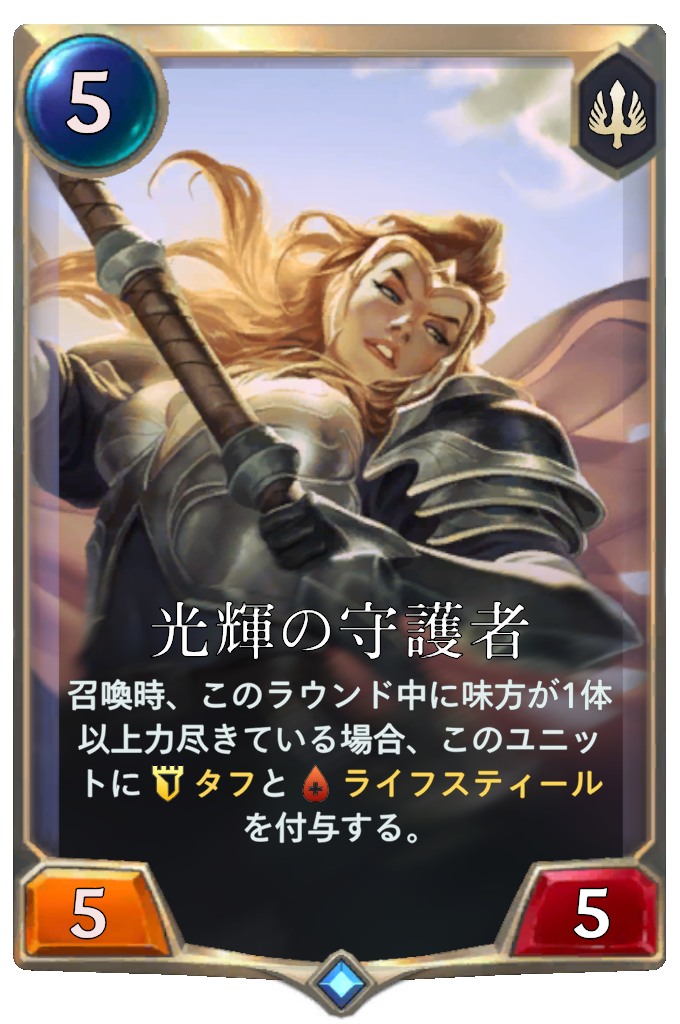 5
光輝の守護者
召喚時、このラウンド中に味方が1体
以上力尽きている場合、このユニッ
トに タフと ライフスティール
を付与する。
5
5